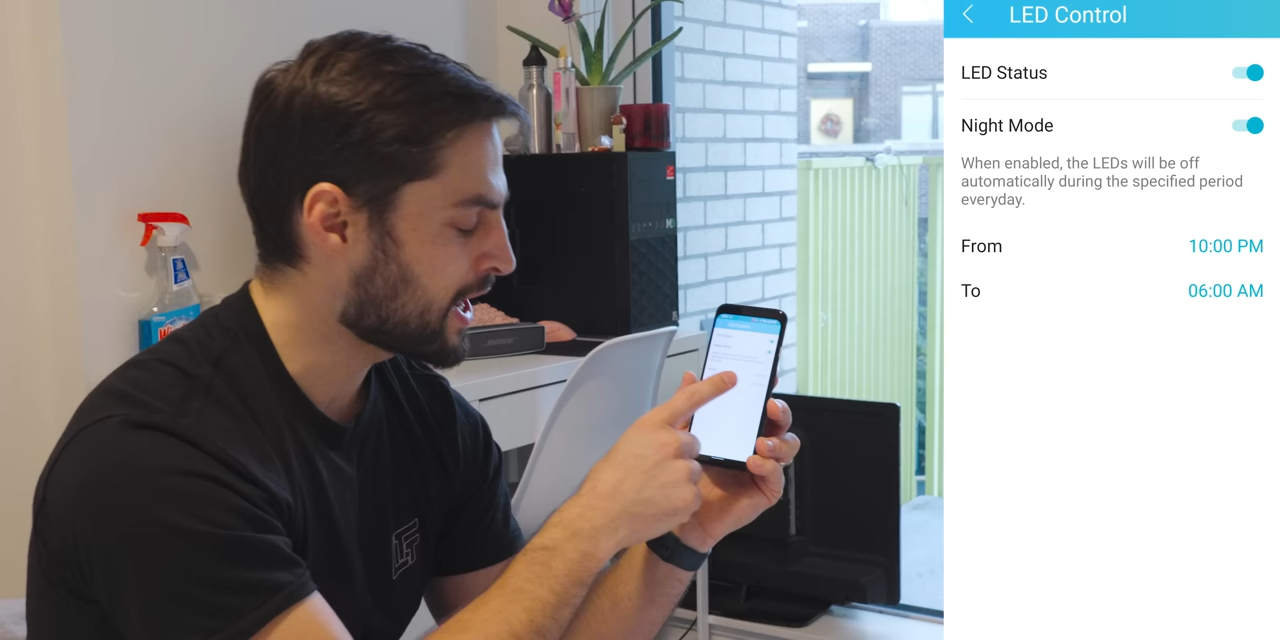 LED Control
LED Status
Night Mode
When enabled, the LEDs will be off
automatically during the specified period
everyday.
From
10:00 PM
To
06:00 AM
BOSE